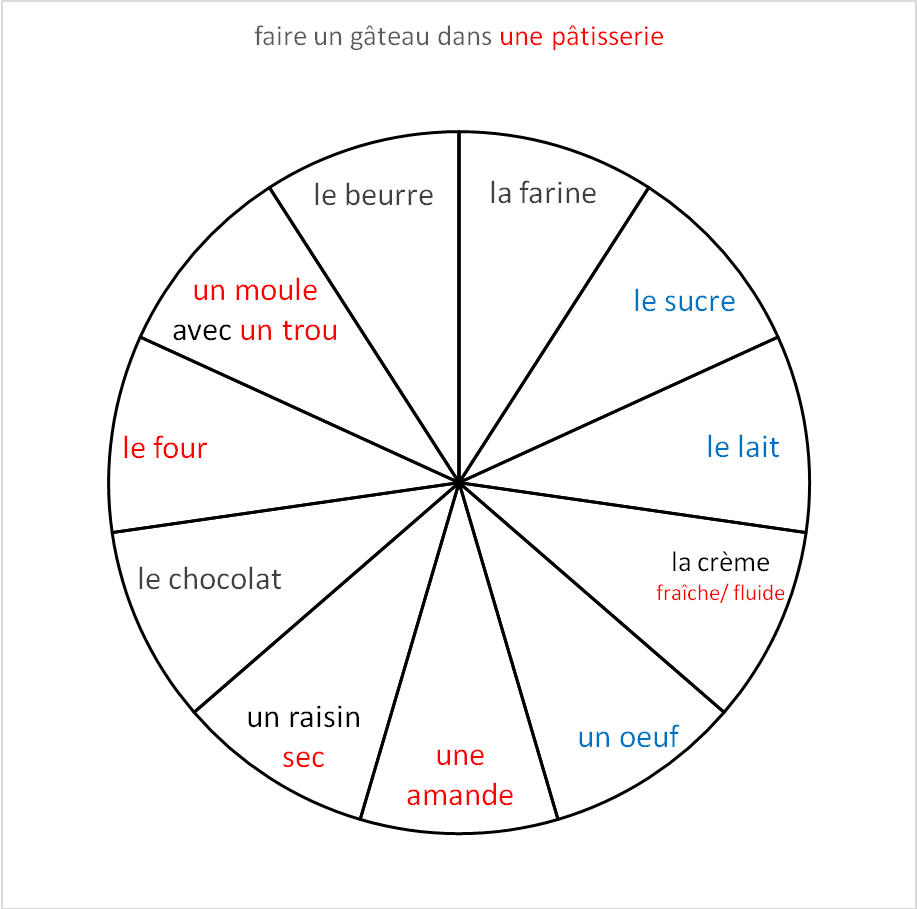 faire un gâteau dans une pâtisserie
le beurre
la farine
un moule
avec un trou
le sucre
le four
le lait
la crème
fraîche/ fluide
le chocolat
un raisin
sec
une
amande
un oeuf